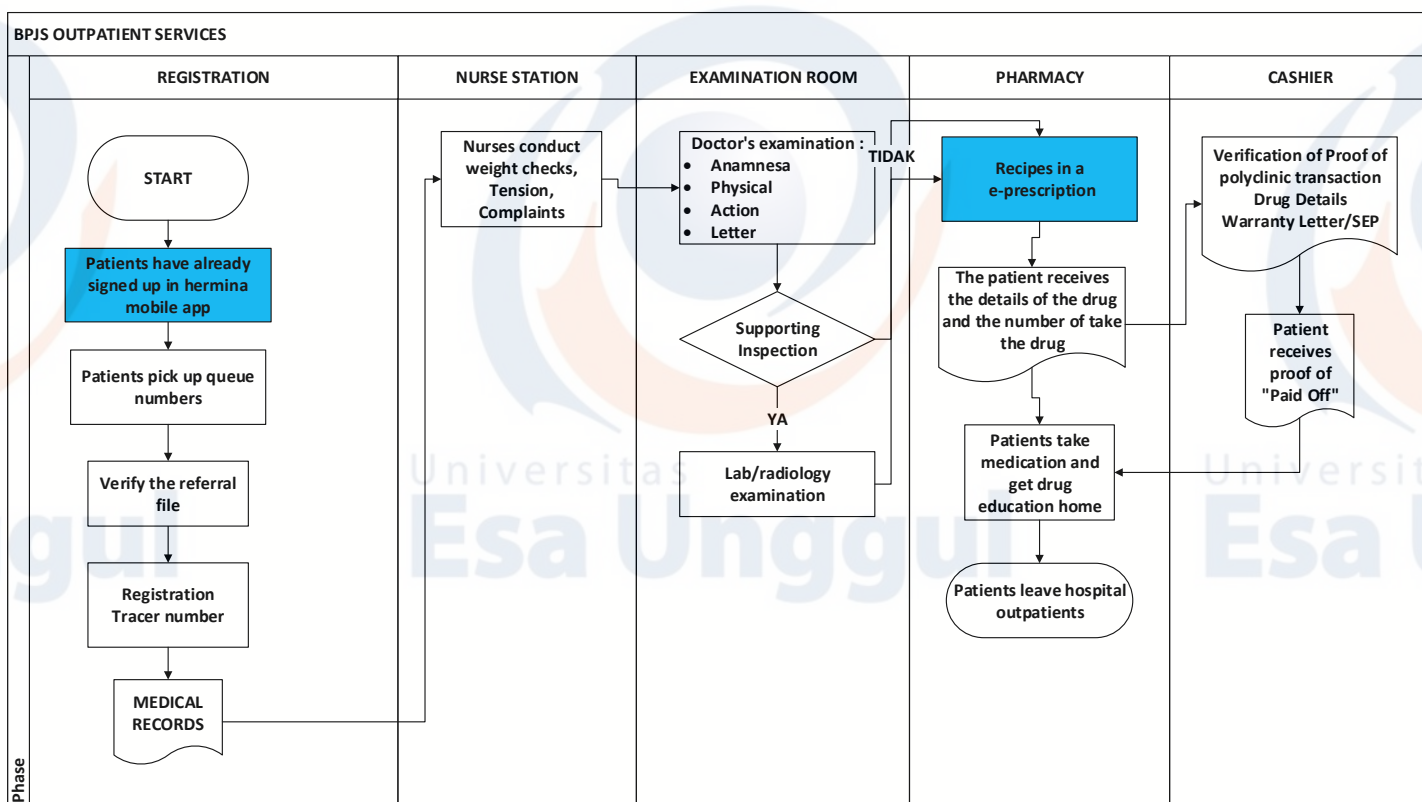 BPJS OUTPATIENT SERVICES
REGISTRATION
NURSE STATION
EXAMINATION ROOM
PHARMACY
CASHIER
START
Patients have already
signed up in hermina
mobile app
Patients pick up queue
numbers
Verify the referral
file
Registration
Tracer number
MEDICAL
RECORDS
Nurses conduct
weight checks,
Tension,
Complaints
Doctor's examination :
• Anamnesa
• Physical
• Action
• Letter
Supporting
Inspection
YA
Lab/radiology
examination
TIDAK
Recipes in a
e-prescription
The patient receives
the details of the drug
and the number of take
the drug
Patients take
medication and
get drug
education home
Patients leave hospital
outpatients
Verification of Proof of
polyclinic transaction
Drug Details
Warranty Letter/SEP
Patient
receives
proof of
"Paid Off"
Phase
Universitas
Esa Unggul
ggul
Univers
Esa U